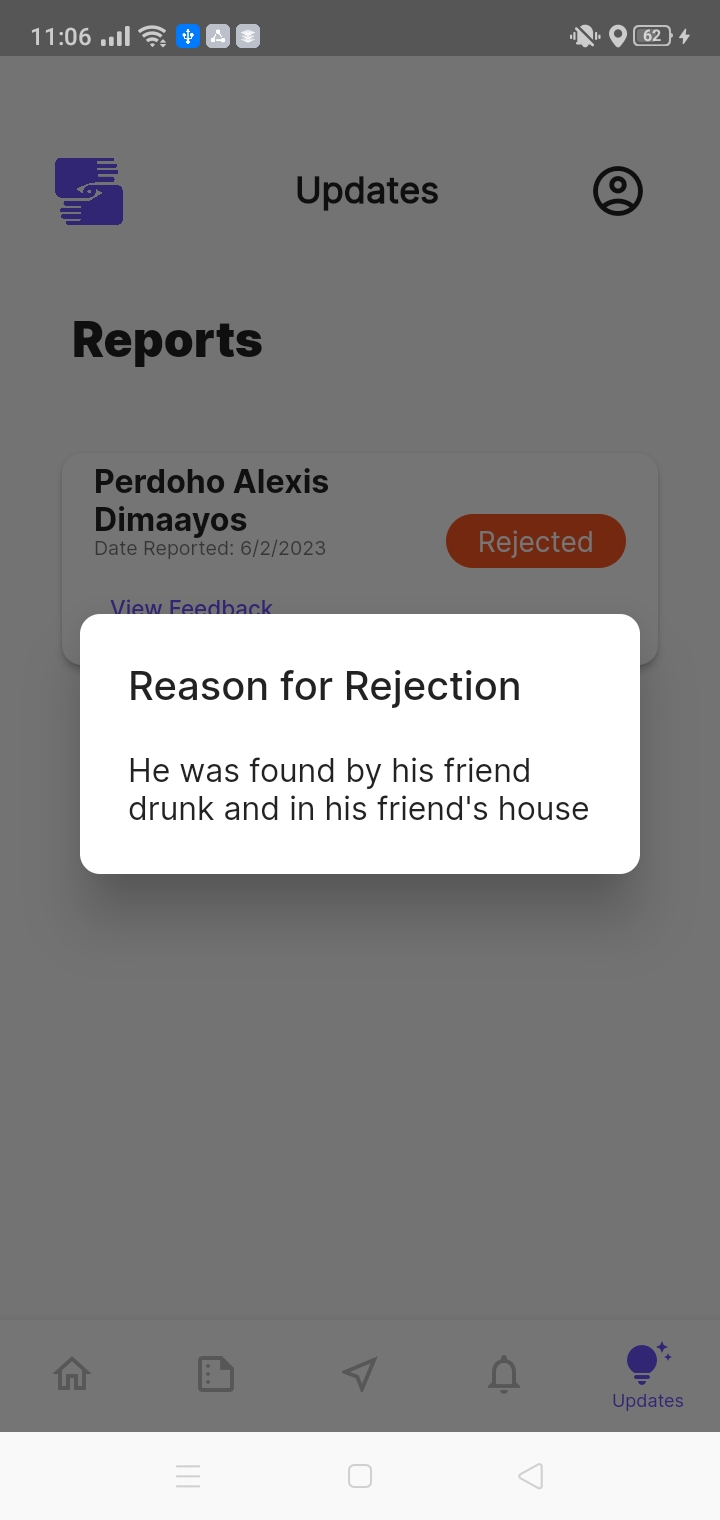 11:06
62
Updates
Reports
Perdoho Alexis
Dimaayos
Date Reported: 6/2/2023
Rejected
View Feedback
Reason for Rejection
He was found by his friend
drunk and in his friend's house
Updates